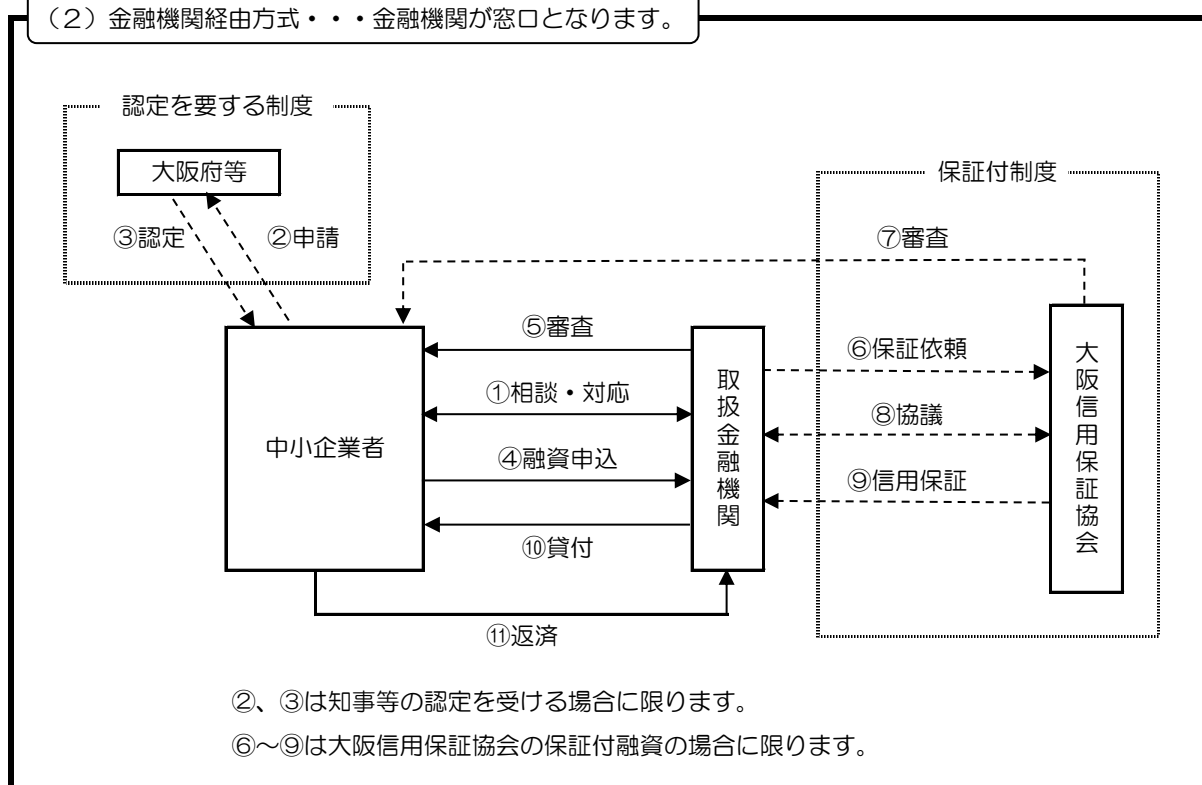 （２）金融機関経由方式・・・金融機関が窓口となります。
認定を要する制度
大阪府等
保証付制度
③認定
②申請
⑦審査
⑤審査
⑥保証依頼
①相談・対応
⑧協議
中小企業者
④融資申込
取扱金融機関
⑨信用保証
大阪信用保証協会
⑩貸付
⑪返済
②、③は知事等の認定を受ける場合に限ります。
⑥～⑨は大阪信用保証協会の保証付融資の場合に限ります。